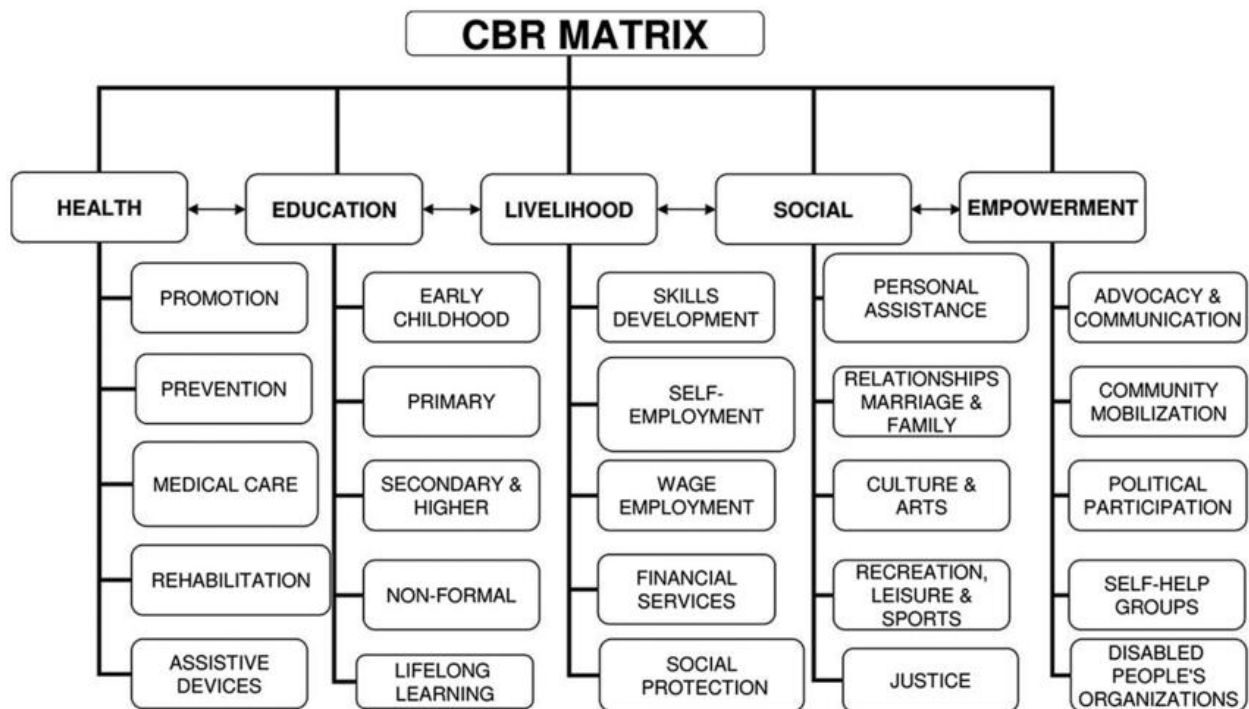 CBR MATRIX
HEALTH
EDUCATION
LIVELIHOOD
SOCIAL
EMPOWERMENT
PROMOTION
PREVENTION
MEDICAL CARE
REHABILITATION
ASSISTIVE
DEVICES
EARLY
CHILDHOOD
PRIMARY
SECONDARY &
HIGHER
NON-FORMAL
LIFELONG
LEARNING
SKILLS
DEVELOPMENT
SELF-
EMPLOYMENT
WAGE
EMPLOYMENT
FINANCIAL
SERVICES
SOCIAL
PROTECTION
PERSONAL
ASSISTANCE
RELATIONSHIPS
MARRIAGE &
FAMILY
CULTURE &
ARTS
RECREATION,
LEISURE &
SPORTS
JUSTICE
ADVOCACY &
COMMUNICATION
COMMUNITY
MOBILIZATION
POLITICAL
PARTICIPATION
SELF-HELP
GROUPS
DISABLED
PEOPLE'S
ORGANIZATIONS